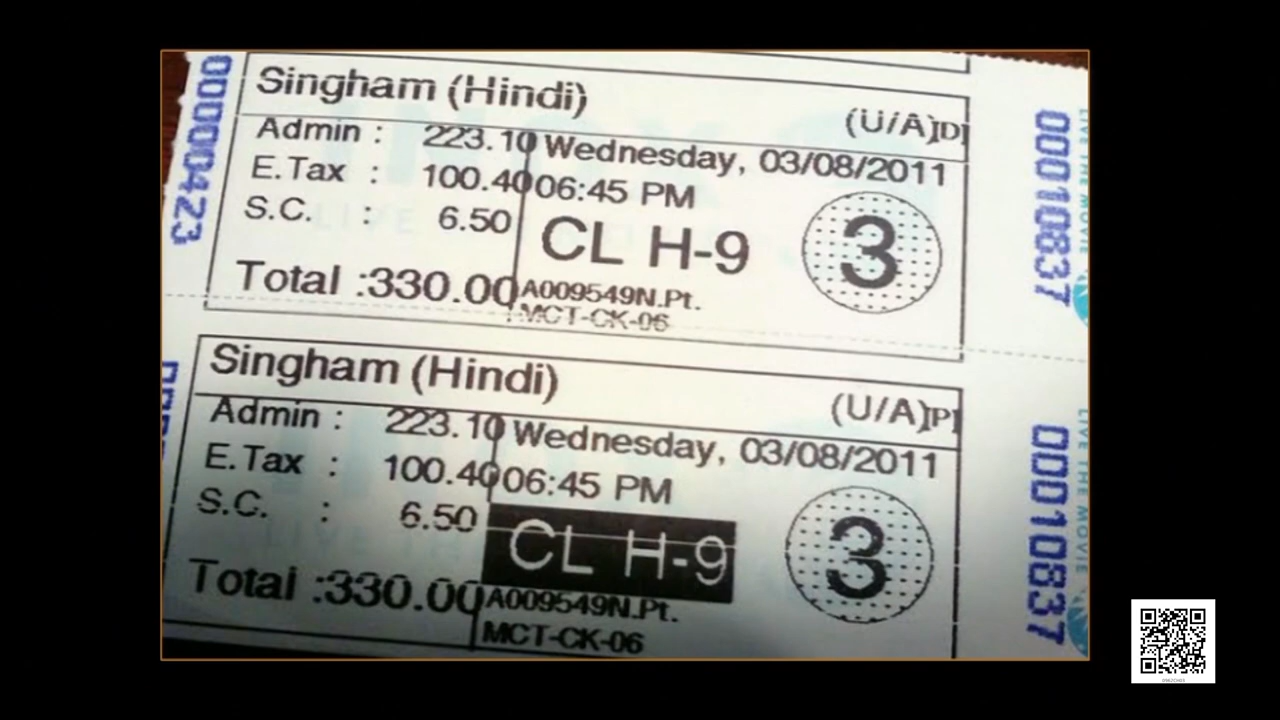 Singham (Hindi)
(U/A)[D]
Admin : 223.10 Wednesday, 03/08/2011
E.Tax : 100.40 06:45 PM
S.C. : 6.50 CL H-9 3
Total :330.00 A009549N.Pt.
MCT-CK-06
00000423
00010837
LIVE THE MOVIE
Singham (Hindi)
(U/A)[P]
Admin : 223.10 Wednesday, 03/08/2011
E.Tax : 100.40 06:45 PM
S.C. : 6.50 CL H-9 3
Total :330.00 A009549N.Pt.
MCT-CK-06
00010837
LIVE THE MOVIE